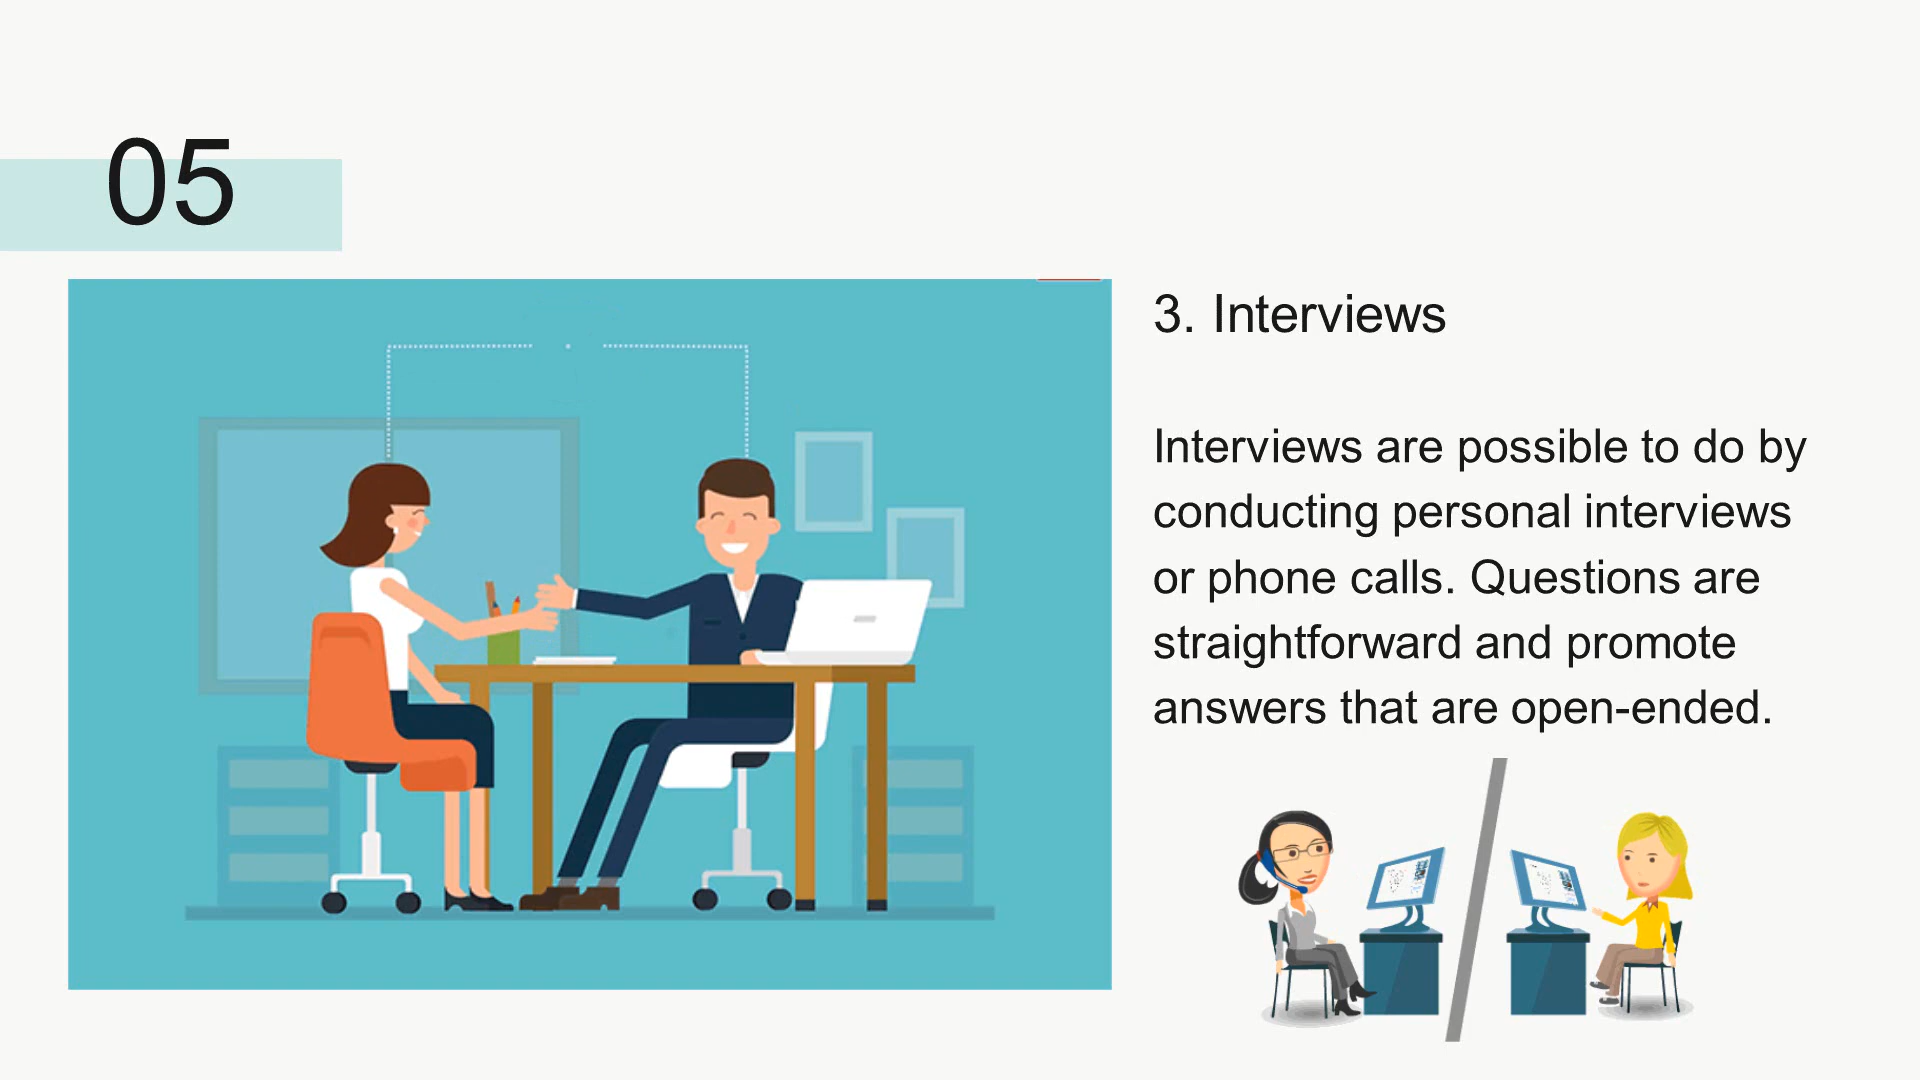 05
3. Interviews
Interviews are possible to do by
conducting personal interviews
or phone calls. Questions are
straightforward and promote
answers that are open-ended.